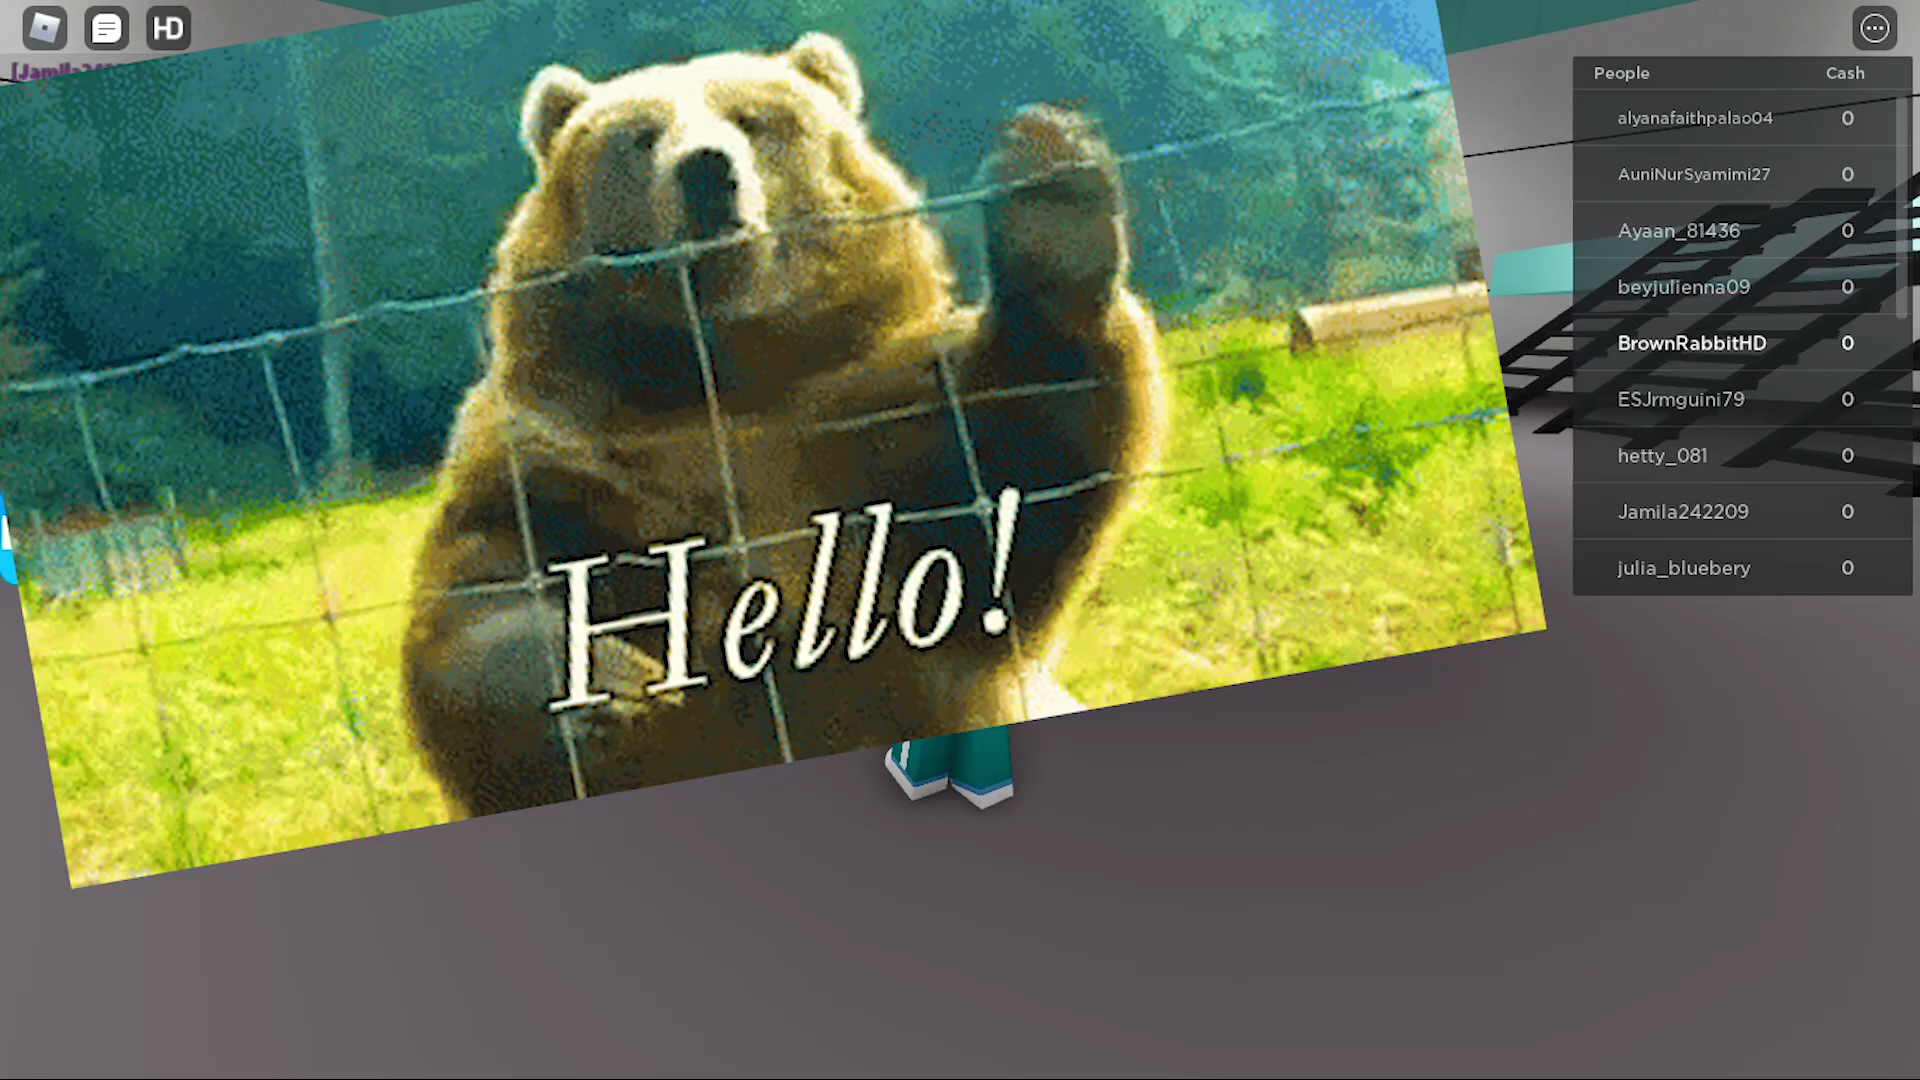 HD
[Jamila24
People Cash
alyanafaithpalao04 0
AuniNurSyamimi27 0
Ayaan_81436 0
beyjulienna09 0
BrownRabbitHD 0
ESJrmguini79 0
hetty_081 0
Jamila242209 0
julia_bluebery 0
Hello!